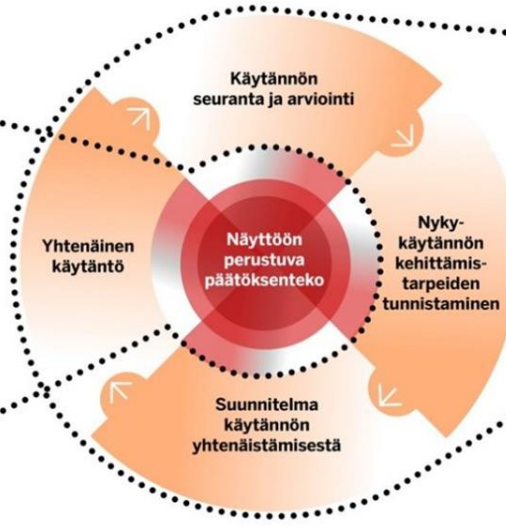 Käytännön
seuranta ja arviointi
Nyky-
käytännön
kehittämis-
tarpeiden
tunnistaminen
Suunnitelma
käytännön
yhtenäistämisestä
Yhtenäinen
käytäntö
Näyttöön
perustuva
päätöksenteko